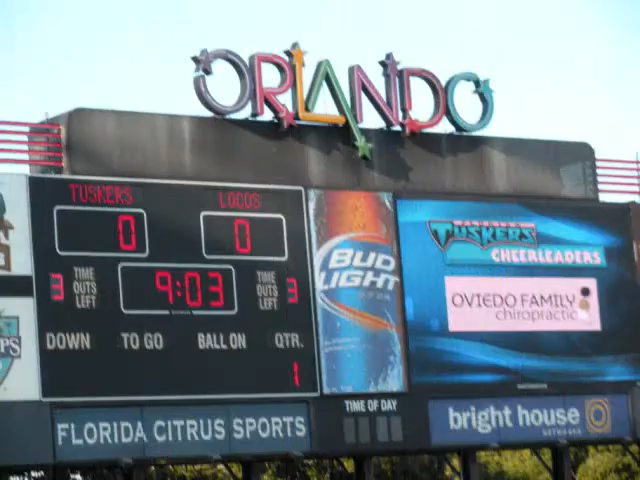 ORLANDO
TUSKERS LOCOS
0 0
3 TIME OUTS LEFT 9:03 TIME OUTS LEFT 3
DOWN TO GO BALL ON QTR.
1
BUD LIGHT
TUSKERS
CHEERLEADERS
OVIEDO FAMILY
chiropractic
FLORIDA CITRUS SPORTS
TIME OF DAY
bright house
NETWORKS